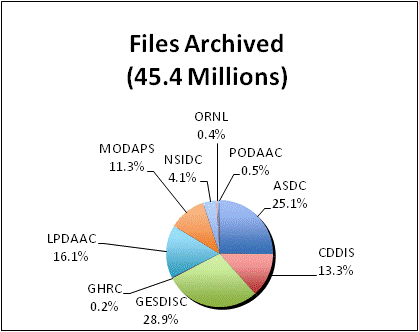 Files Archived
(45.4 Millions)
ORNL
0.4%
PODAAC
0.5%
ASDC
25.1%
CDDIS
13.3%
GESDISC
28.9%
GHRC
0.2%
LPDAAC
16.1%
MODAPS
11.3%
NSIDC
4.1%